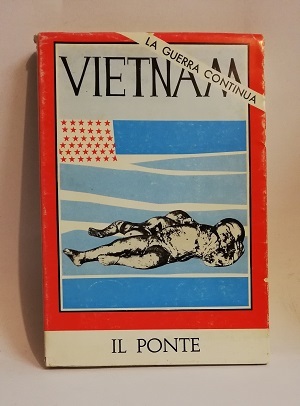 LA GUERRA CONTINUA
VIETNAM
IL PONTE